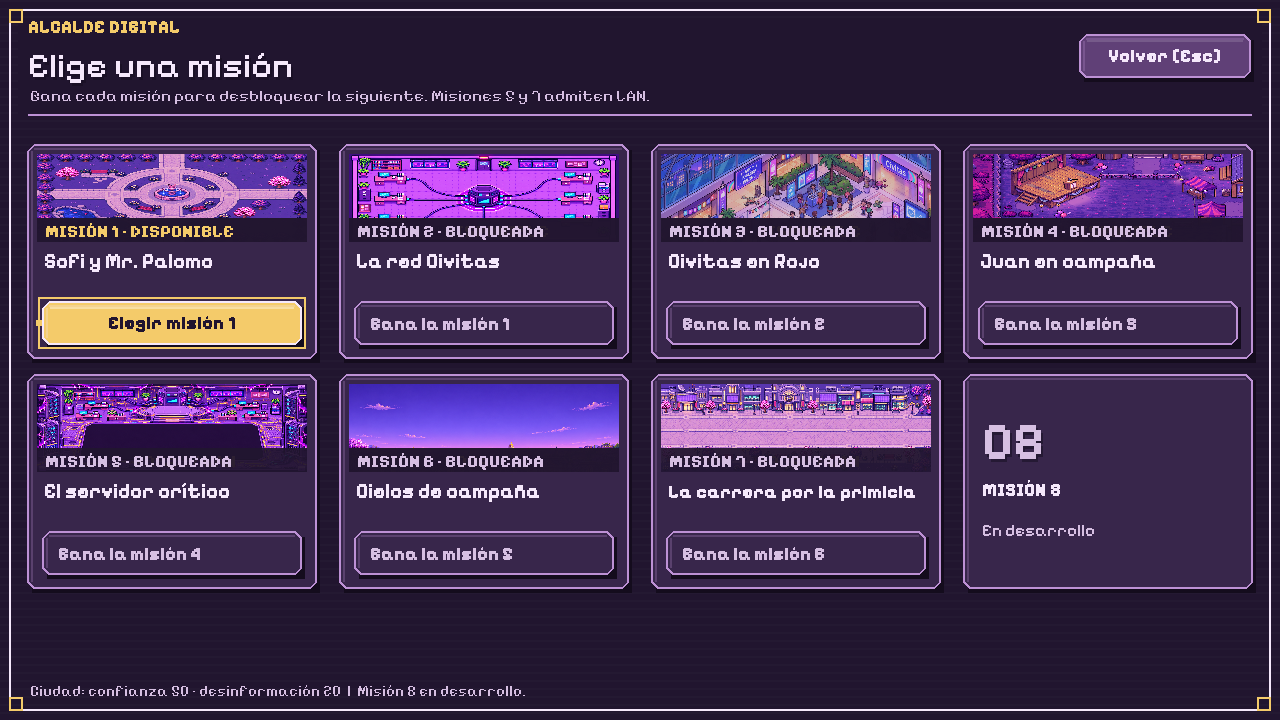 ALCALDE DIGITAL
Elige una misión
Volver (Esc)
Gana cada misión para desbloquear la siguiente. Misiones 5 y 7 admiten LAN.
MISIÓN 1 · DISPONIBLE
Sofi y Mr. Palomo
Elegir misión 1
MISIÓN 2 · BLOQUEADA
La red Civitas
Gana la misión 1
CIVITAS
MISIÓN 3 · BLOQUEADA
Civitas en Rojo
Gana la misión 2
MISIÓN 4 · BLOQUEADA
Juan en campaña
Gana la misión 3
MISIÓN 5 · BLOQUEADA
El servidor crítico
Gana la misión 4
MISIÓN 6 · BLOQUEADA
Cielos de campaña
Gana la misión 5
MISIÓN 7 · BLOQUEADA
La carrera por la primicia
Gana la misión 6
08
MISIÓN 8
En desarrollo
Ciudad: confianza 50 · desinformación 20 | Misión 8 en desarrollo.